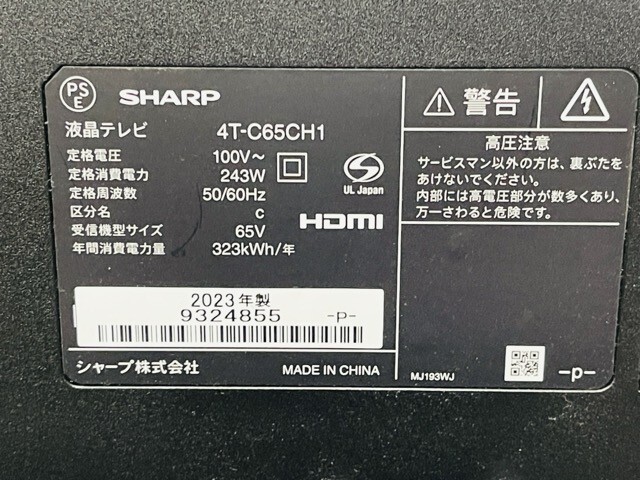 PS
E
SHARP
液晶テレビ 4T-C65CH1
定格電圧 100V～
定格消費電力 243W
定格周波数 50/60Hz
区分名 C
受信機型サイズ 65V
年間消費電力量 323kWh/年
UL Japan
HDMI
2023年製
9324855 -P-
シャープ株式会社 MADE IN CHINA
警告
高圧注意
サービスマン以外の方は、裏ぶたを
あけないでください。
内部には高電圧部分が数多くあり、
万一さわると危険です。
MJ193WJ
-P-